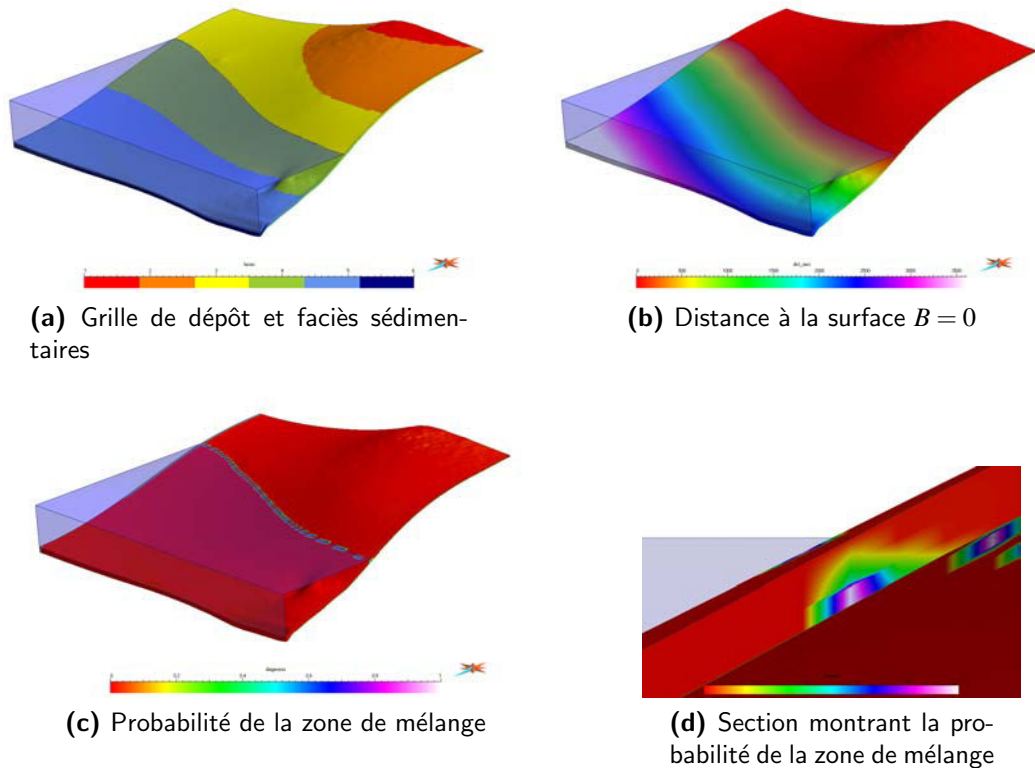 (a) Grille de dépôt et faciès sédimen-
taires
(b) Distance à la surface B = 0
(c) Probabilité de la zone de mélange
(d) Section montrant la pro-
babilité de la zone de mélange